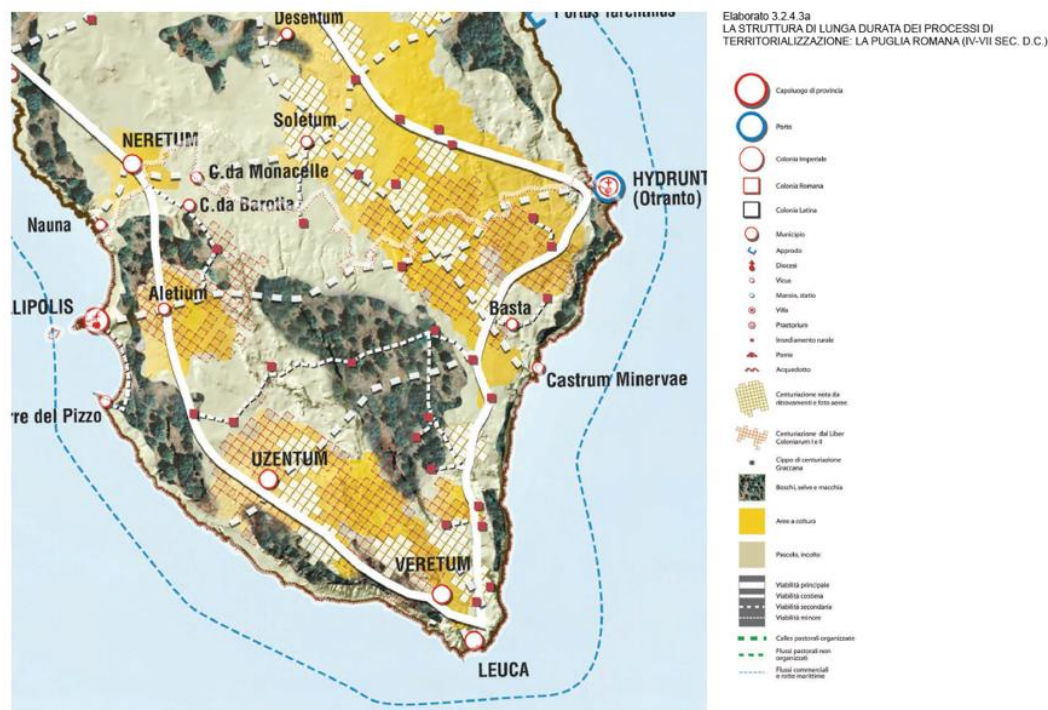 Desentum
Portus Tarentinus
Soletum
NERETUM
G.da Monacelle
C.da Barotta
HYDRUNT
(Otranto)
Nauna
Aletium
LIPOLIS
Basta
Castrum Minervae
rre del Pizzo
UZENTUM
VERETUM
LEUCA
Elaborato 3.2.4.3a
LA STRUTTURA DI LUNGA DURATA DEI PROCESSI DI
TERRITORIALIZZAZIONE: LA PUGLIA ROMANA (IV-VII SEC. D.C.)
Capoluogo di provincia
Porto
Colonia Imperiale
Colonia Romana
Colonia Latina
Municipio
Approdo
Diocesi
Vicus
Mansio, statio
Villa
Praetorium
Insediamento rurale
Ponte
Acquedotto
Centuriazione nota da
ritrovamenti e foto aeree
Centuriazione dal Liber
Coloniarum I e II
Cippo di centuriazione
Graccana
Boschi, selve e macchia
Area a coltura
Pascolo, incolto
Viabilità principale
Viabilità costiera
Viabilità secondaria
Viabilità minore
Calles pastorali organizzate
Flussi pastorali non
organizzati
Flussi commerciali
e rotte marittime